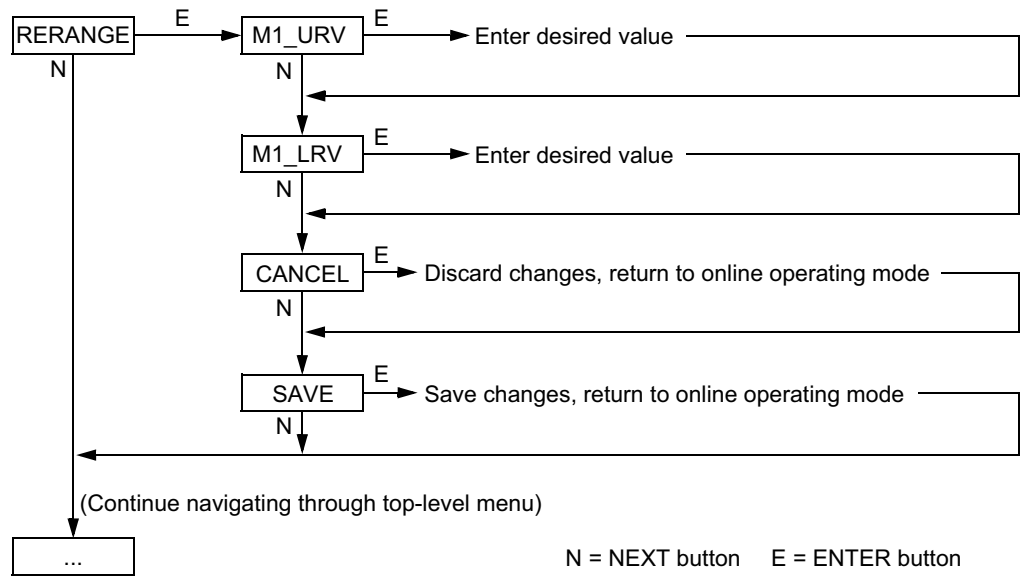 RERANGE E M1_URV E Enter desired value
N N
M1_LRV E Enter desired value
N
CANCEL E Discard changes, return to online operating mode
N
SAVE E Save changes, return to online operating mode
N
(Continue navigating through top-level menu)
...
N = NEXT button E = ENTER button